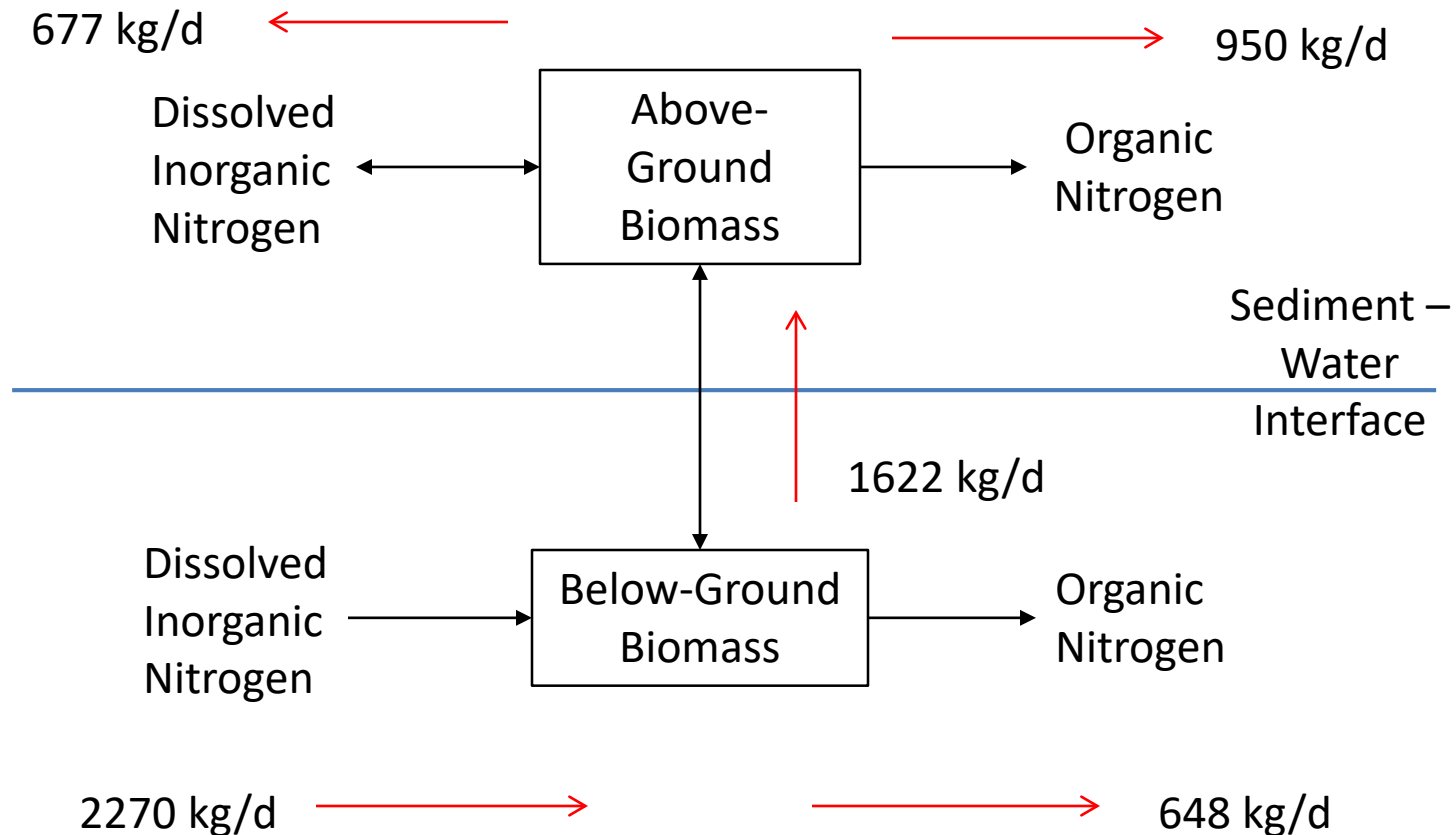 677 kg/d
950 kg/d
Dissolved
Inorganic
Nitrogen
Above-
Ground
Biomass
Organic
Nitrogen
Sediment –
Water
Interface
1622 kg/d
Dissolved
Inorganic
Nitrogen
Below-Ground
Biomass
Organic
Nitrogen
2270 kg/d
648 kg/d